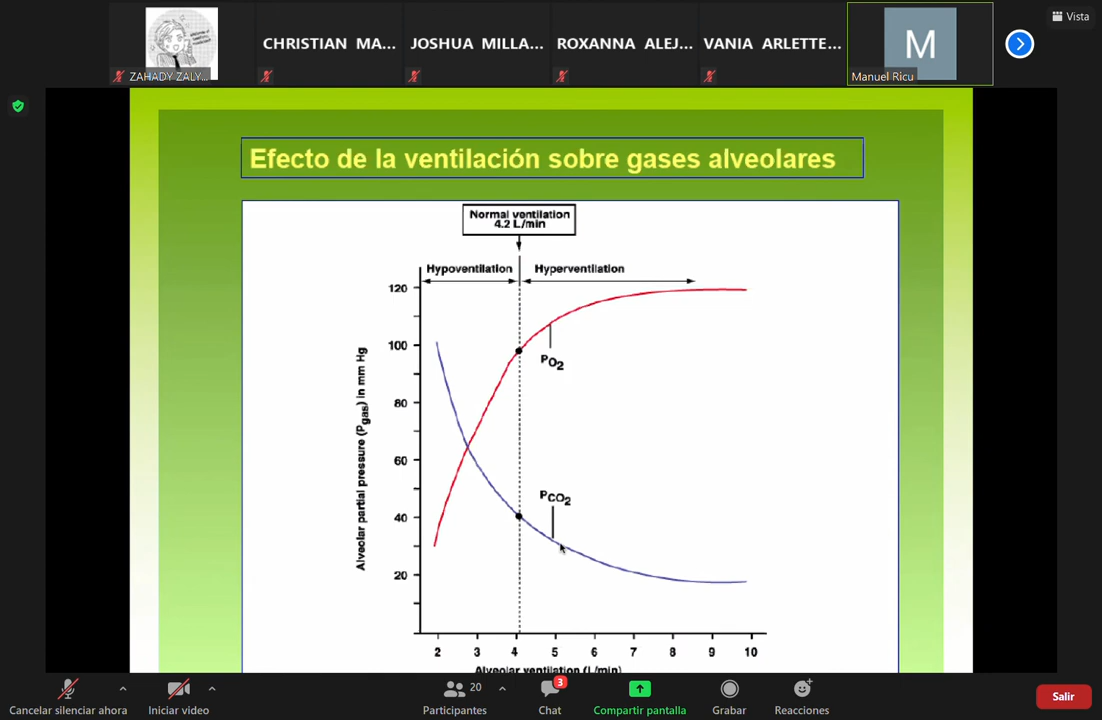 Vista
ZAHADY ZALY...
CHRISTIAN MA...
JOSHUA MILLA...
ROXANNA ALEJ...
VANIA ARLETTE...
M
Manuel Ricu
Efecto de la ventilación sobre gases alveolares
Normal ventilation
4.2 L/min
Hypoventilation
Hyperventilation
120
100
80
60
40
20
Alveolar partial pressure (Pgas) in mm Hg
PO2
PCO2
2 3 4 5 6 7 8 9 10
Alveolar ventilation (L/min)
Cancelar silenciar ahora
Iniciar video
20
Participantes
3
Chat
Compartir pantalla
Grabar
Reacciones
Salir